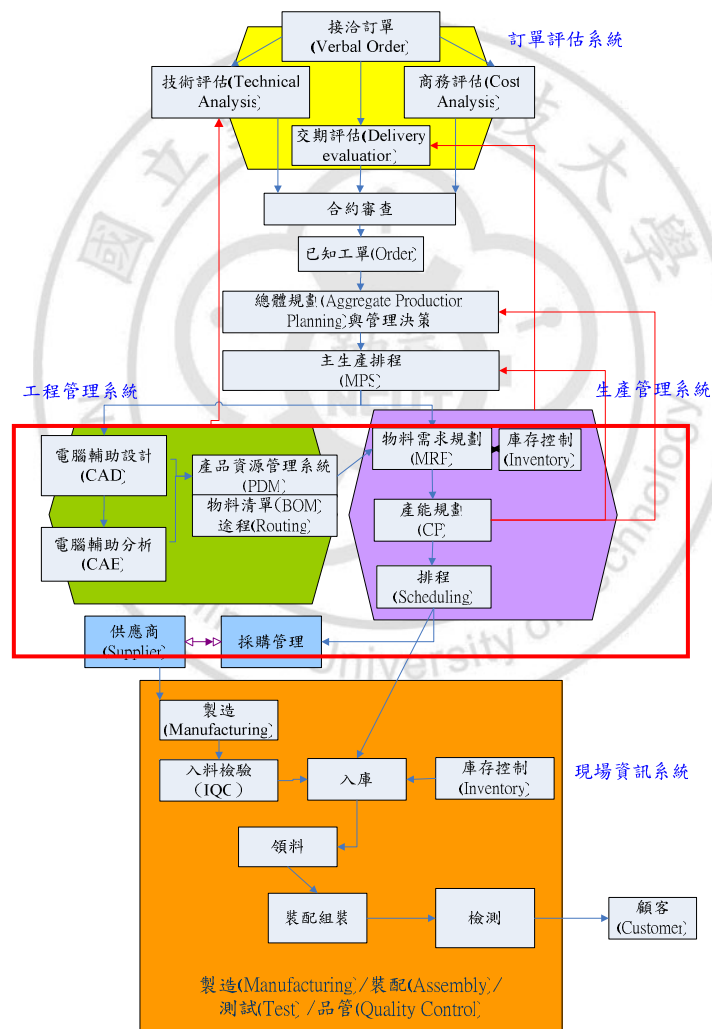 接洽訂單
(Verbal Order)
訂單評估系統
技術評估(Technical
Analysis)
商務評估(Cost
Analysis)
交期評估(Delivery
evaluation)
合約審查
已知工單(Order)
總體規劃(Aggregate Production
Planning)與管理決策
主生產排程
(MPS)
工程管理系統
生產管理系統
電腦輔助設計
(CAD)
產品資源管理系統
(PDM)
物料清單(BOM)
途程(Routing)
電腦輔助分析
(CAE)
物料需求規劃
(MRP)
庫存控制
(Inventory)
產能規劃
(CP)
排程
(Scheduling)
供應商
(Supplier)
採購管理
製造
(Manufacturing)
入料檢驗
(IQC)
入庫
庫存控制
(Inventory)
現場資訊系統
領料
裝配組裝
檢測
顧客
(Customer)
製造(Manufacturing)/裝配(Assembly)/
測試(Test) /品管(Quality Control)